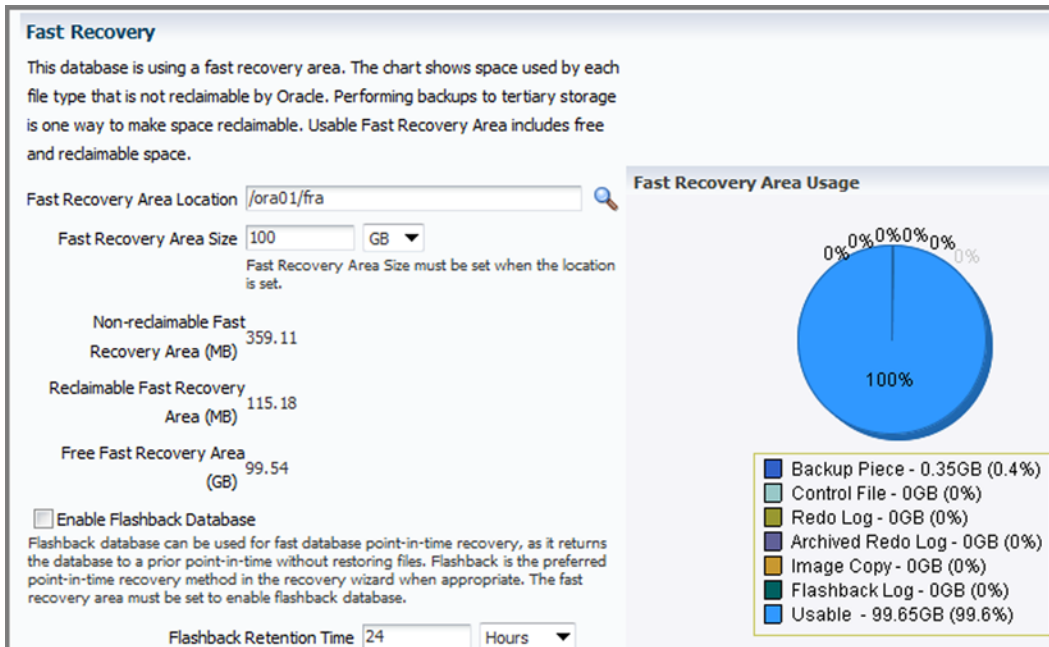 Fast Recovery
This database is using a fast recovery area. The chart shows space used by each
file type that is not reclaimable by Oracle. Performing backups to tertiary storage
is one way to make space reclaimable. Usable Fast Recovery Area includes free
and reclaimable space.
Fast Recovery Area Location /ora01/fra
Fast Recovery Area Size 100 GB
Fast Recovery Area Size must be set when the location
is set.
Non-reclaimable Fast
Recovery Area (MB) 359.11
Reclaimable Fast Recovery
Area (MB) 115.18
Free Fast Recovery Area
(GB) 99.54
Enable Flashback Database
Flashback database can be used for fast database point-in-time recovery, as it returns
the database to a prior point-in-time without restoring files. Flashback is the preferred
point-in-time recovery method in the recovery wizard when appropriate. The fast
recovery area must be set to enable flashback database.
Flashback Retention Time 24 Hours
Fast Recovery Area Usage
0% 0% 0% 0% 0% 0%
100%
Backup Piece - 0.35GB (0.4%)
Control File - 0GB (0%)
Redo Log - 0GB (0%)
Archived Redo Log - 0GB (0%)
Image Copy - 0GB (0%)
Flashback Log - 0GB (0%)
Usable - 99.65GB (99.6%)